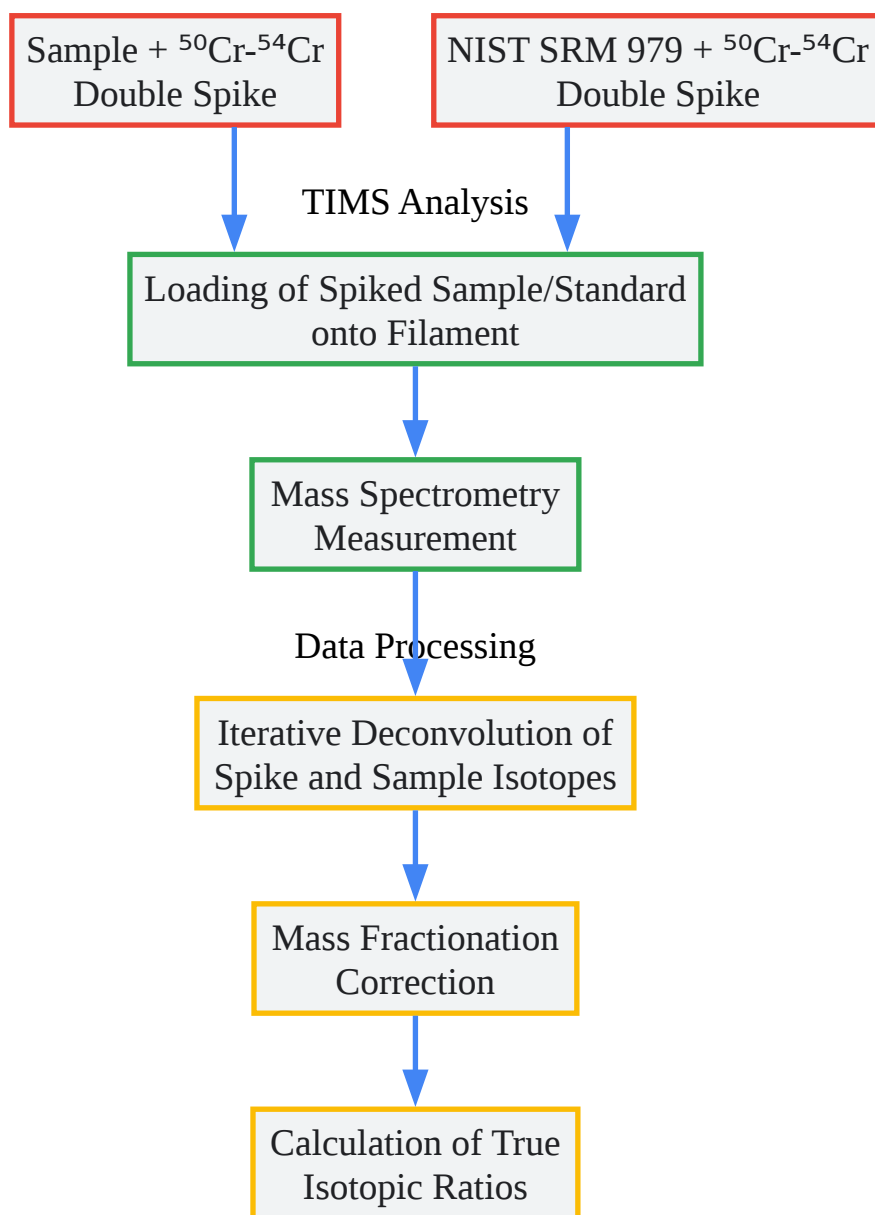 Sample + ⁵⁰Cr-⁵⁴Cr
Double Spike
NIST SRM 979 + ⁵⁰Cr-⁵⁴Cr
Double Spike
TIMS Analysis
Loading of Spiked Sample/Standard
onto Filament
Mass Spectrometry
Measurement
Data Processing
Iterative Deconvolution of
Spike and Sample Isotopes
Mass Fractionation
Correction
Calculation of True
Isotopic Ratios